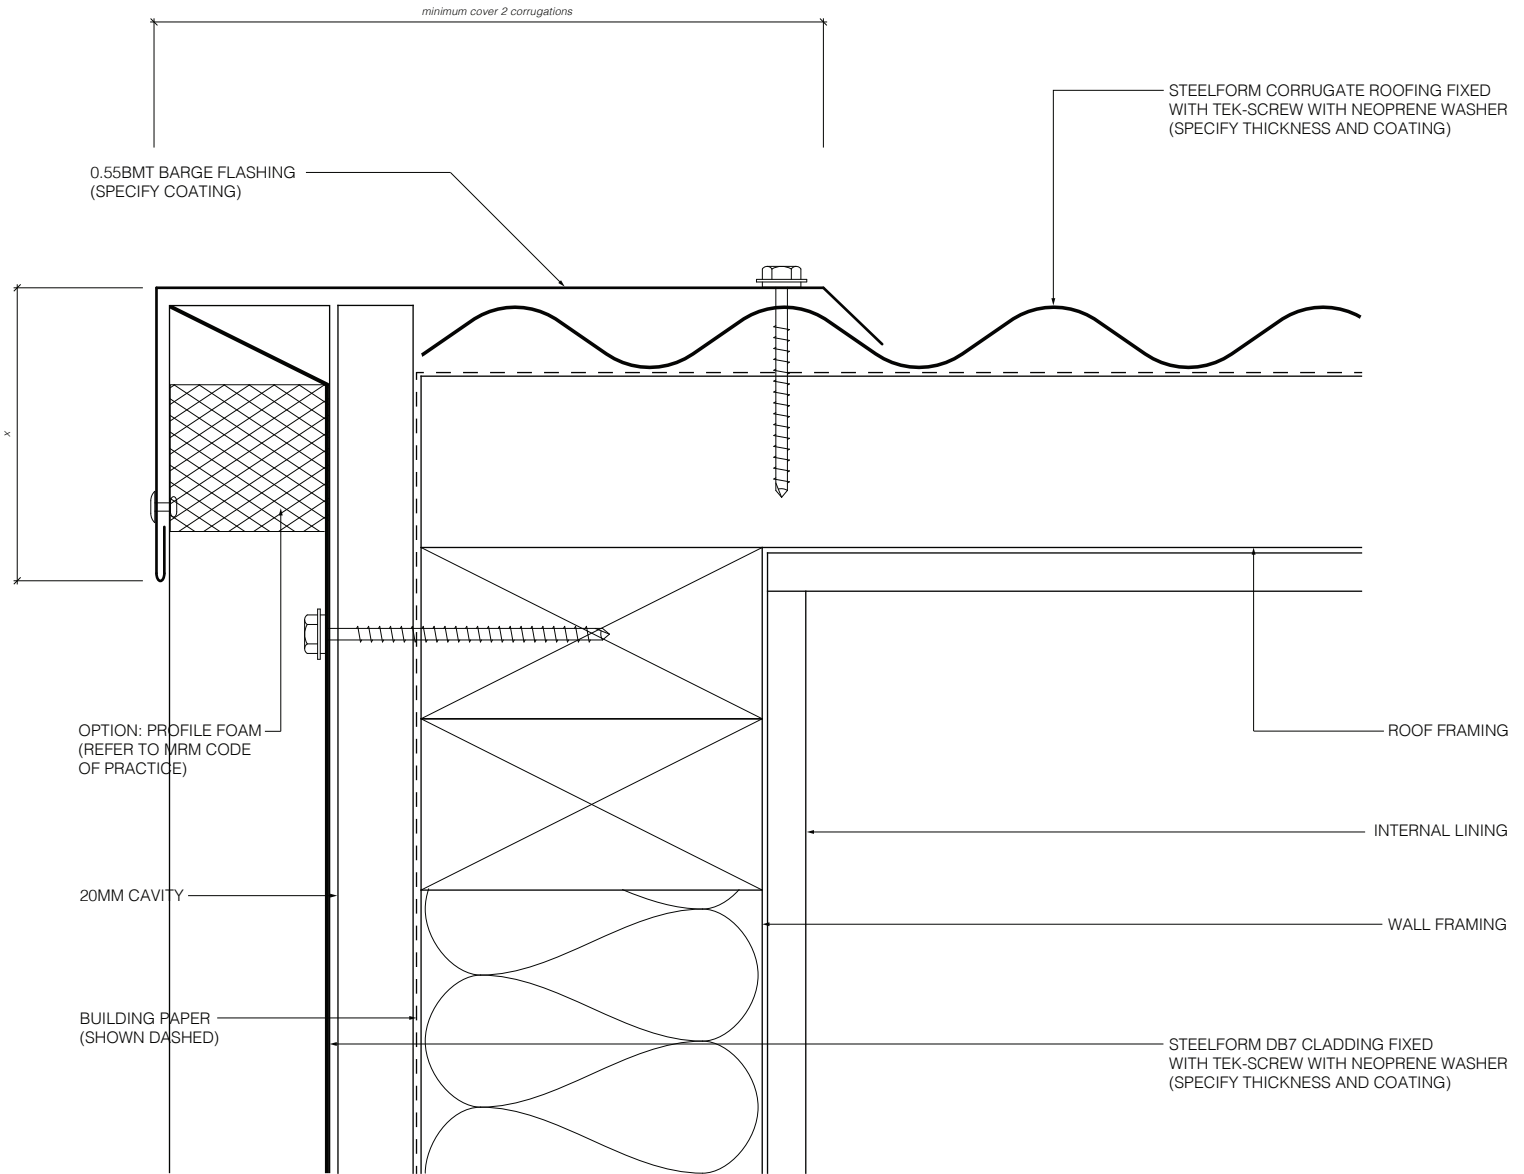 minimum cover 2 corrugations
STEELFORM CORRUGATE ROOFING FIXED
WITH TEK-SCREW WITH NEOPRENE WASHER
(SPECIFY THICKNESS AND COATING)
0.55BMT BARGE FLASHING
(SPECIFY COATING)
x
OPTION: PROFILE FOAM
(REFER TO MRM CODE
OF PRACTICE)
ROOF FRAMING
INTERNAL LINING
20MM CAVITY
WALL FRAMING
BUILDING PAPER
(SHOWN DASHED)
STEELFORM DB7 CLADDING FIXED
WITH TEK-SCREW WITH NEOPRENE WASHER
(SPECIFY THICKNESS AND COATING)